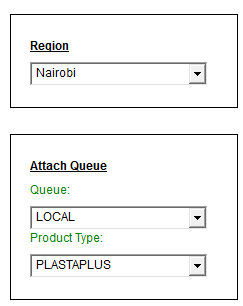 Region
Nairobi
Attach Queue
Queue:
LOCAL
Product Type:
PLASTAPLUS